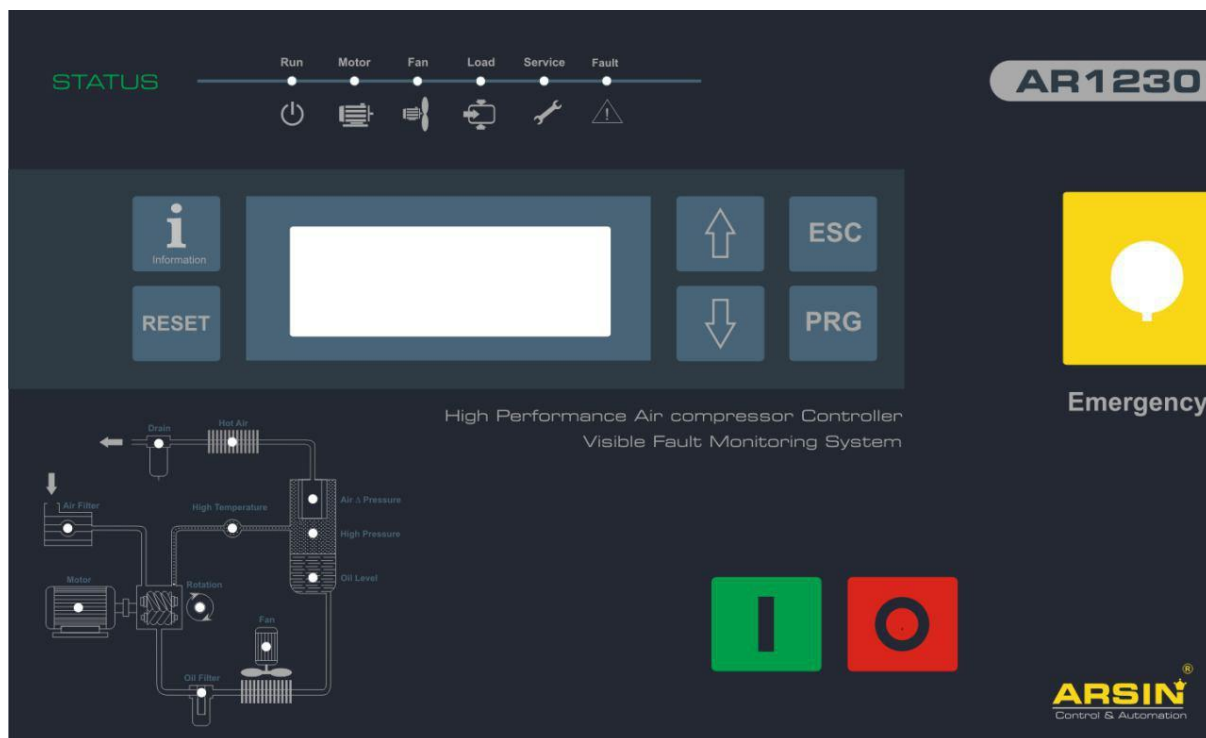 Run Motor Fan Load Service Fault
STATUS
AR1230
i
Information
ESC
RESET
PRG
Emergency
High Performance Air compressor Controller
Visible Fault Monitoring System
Drain
Hot Air
Air Filter
High Temperature
Air Δ Pressure
High Pressure
Oil Level
Motor
Rotation
Fan
Oil Filter
ARSIN®
Control & Automation